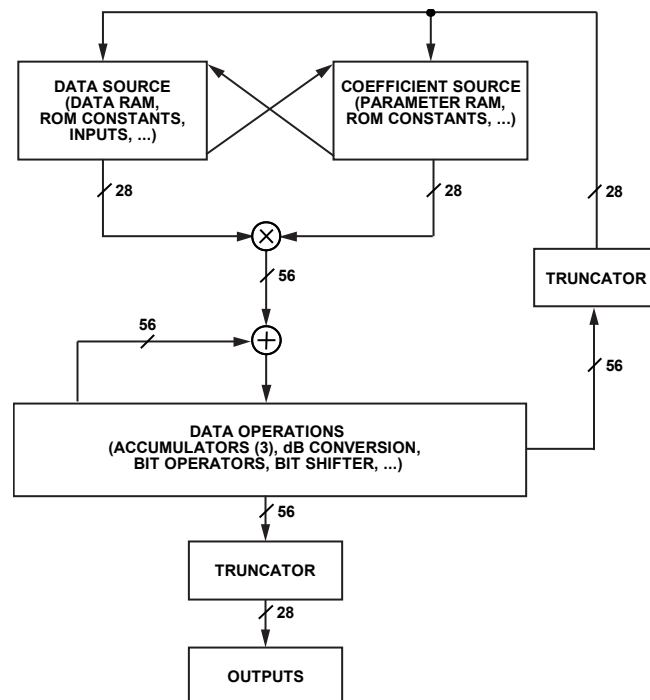 DATA SOURCE
(DATA RAM,
ROM CONSTANTS,
INPUTS, ...)
COEFFICIENT SOURCE
(PARAMETER RAM,
ROM CONSTANTS, ...)
28
28
28
TRUNCATOR
56
56
56
DATA OPERATIONS
(ACCUMULATORS (3), dB CONVERSION,
BIT OPERATORS, BIT SHIFTER, ...)
56
TRUNCATOR
28
OUTPUTS